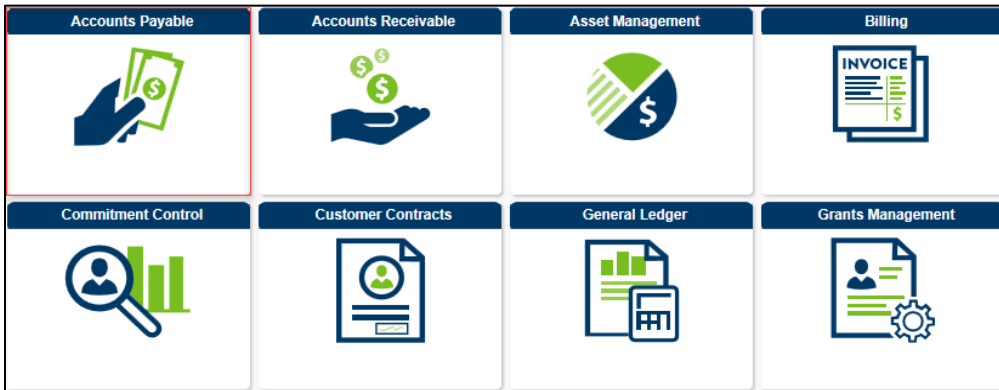 Accounts Payable
Accounts Receivable
Asset Management
Billing
$
$
$
$
$
INVOICE
$
Commitment Control
Customer Contracts
General Ledger
Grants Management